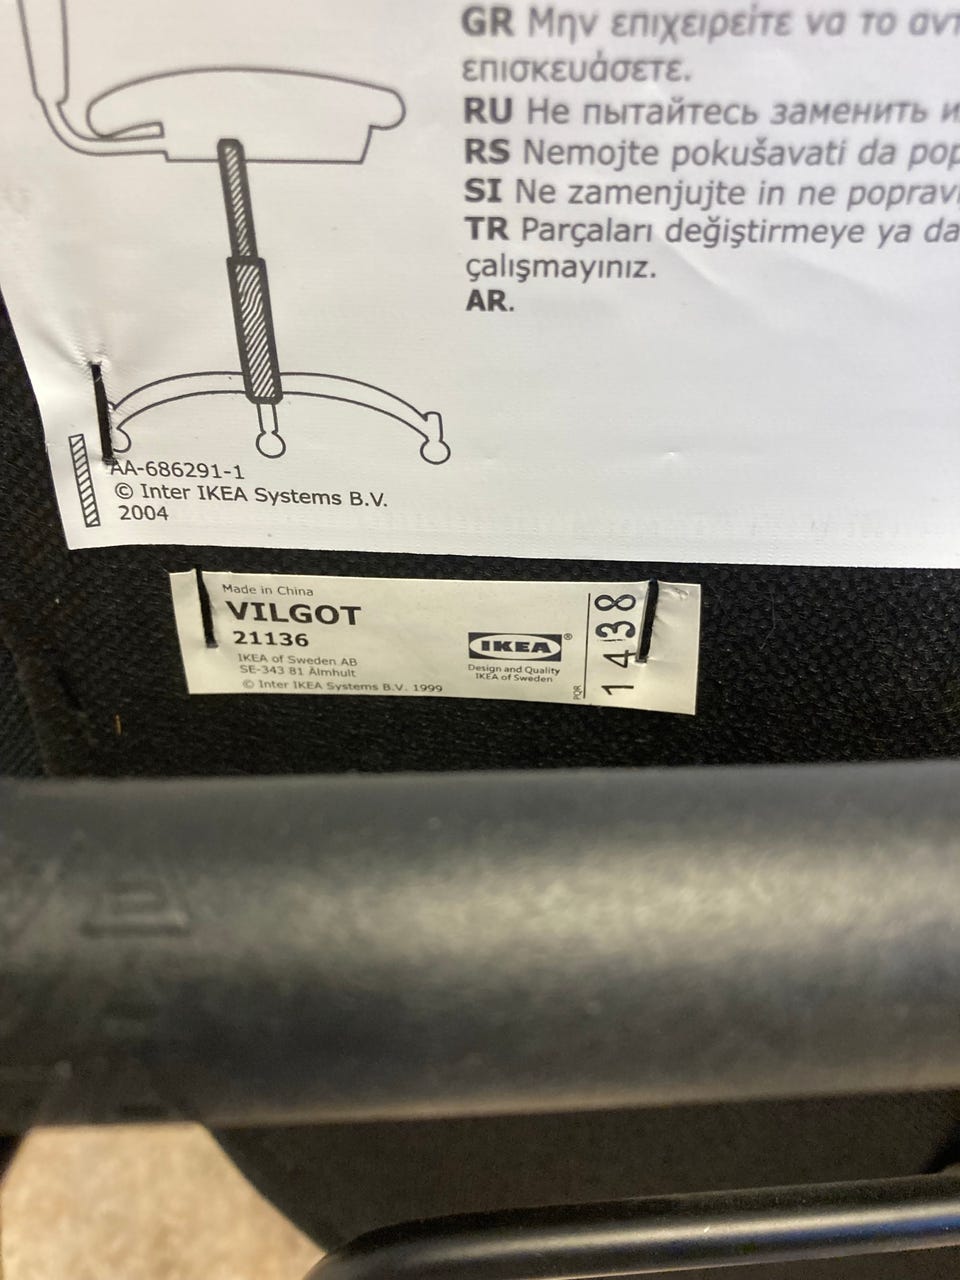 GR Μην επιχειρείτε να το αντ
επισκευάσετε.
RU Не пытайтесь заменить и
RS Nemojte pokušavati da pop
SI Ne zamenjujte in ne popravi
TR Parçaları değiştirmeye ya da
çalışmayınız.
AR.
AA-686291-1
© Inter IKEA Systems B.V.
2004
Made in China
VILGOT
21136
IKEA of Sweden AB
SE-343 81 Älmhult
© Inter IKEA Systems B.V. 1999
IKEA®
Design and Quality
IKEA of Sweden
PQR
1438